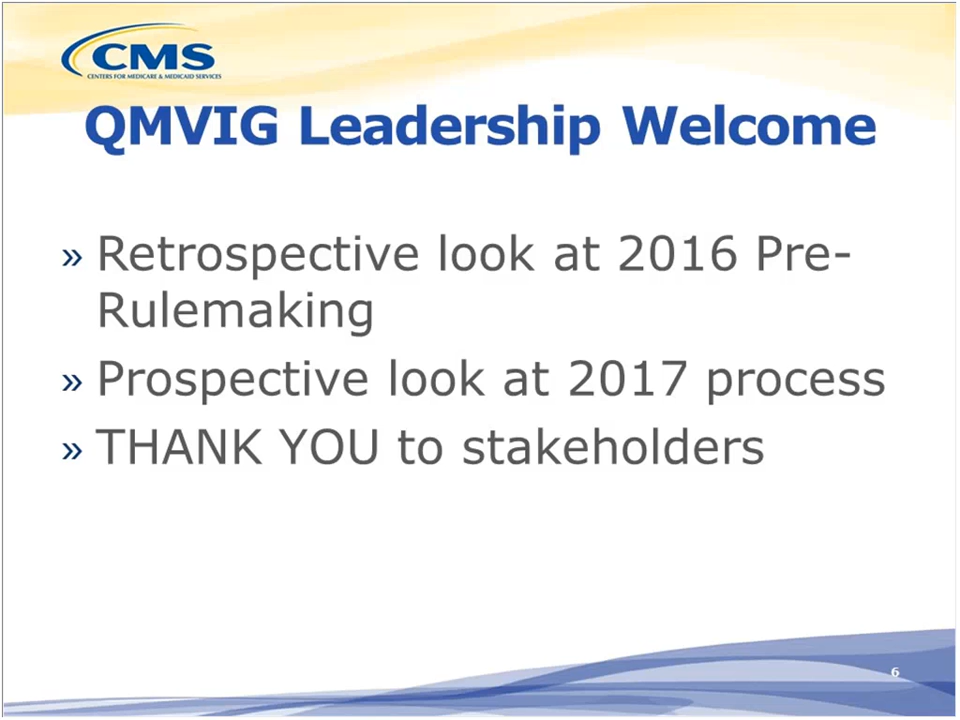 CMS
CENTERS FOR MEDICARE & MEDICAID SERVICES
QMVIG Leadership Welcome
» Retrospective look at 2016 Pre-
Rulemaking
» Prospective look at 2017 process
» THANK YOU to stakeholders
6